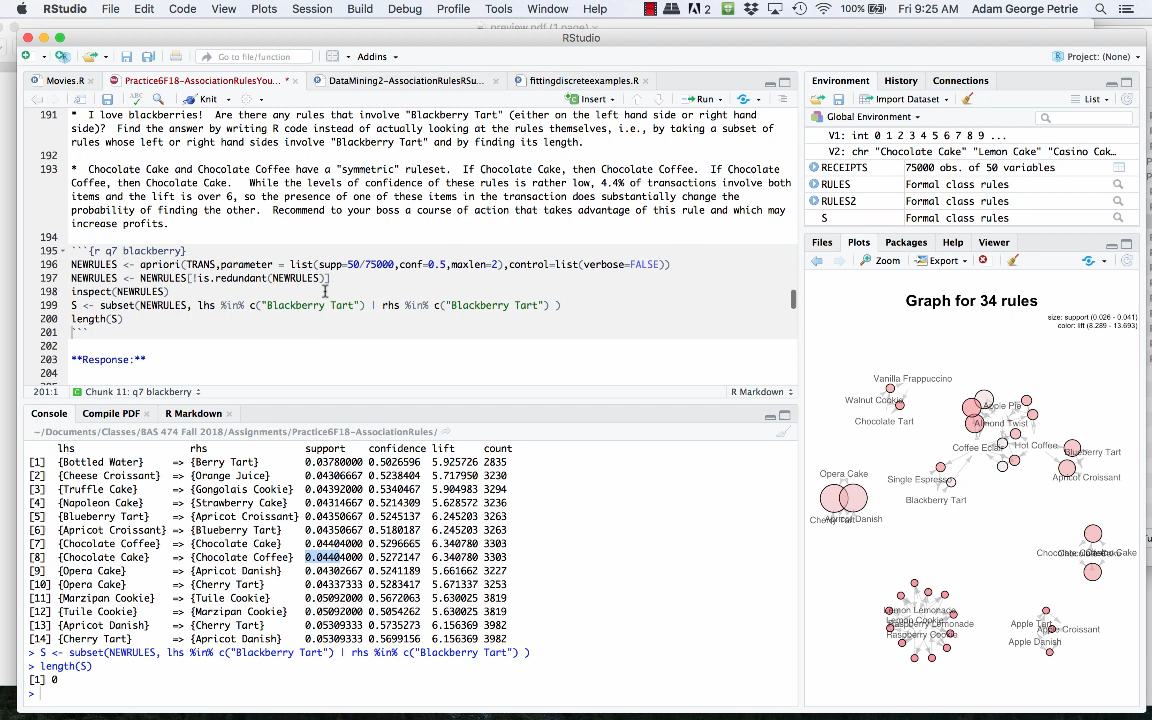 RStudio File Edit Code View Plots Session Build Debug Profile Tools Window Help 2 100% Fri 9:25 AM Adam George Petrie
RStudio
Go to file/function Addins Project: (None)
Movies.R Practice6F18-AssociationRulesYou... * DataMining2-AssociationRulesRSu... fittingdiscreteexamples.R
Knit Insert Run
191 * I love blackberries! Are there any rules that involve "Blackberry Tart" (either on the left hand side or right hand
side)? Find the answer by writing R code instead of actually looking at the rules themselves, i.e., by taking a subset of
rules whose left or right hand sides involve "Blackberry Tart" and by finding its length.
192
193 * Chocolate Cake and Chocolate Coffee have a "symmetric" ruleset. If Chocolate Cake, then Chocolate Coffee. If Chocolate
Coffee, then Chocolate Cake. While the levels of confidence of these rules is rather low, 4.4% of transactions involve both
items and the lift is over 6, so the presence of one of these items in the transaction does substantially change the
probability of finding the other. Recommend to your boss a course of action that takes advantage of this rule and which may
increase profits.
194
195 ```{r q7 blackberry}
196 NEWRULES <- apriori(TRANS,parameter = list(supp=50/75000,conf=0.5,maxlen=2),control=list(verbose=FALSE))
197 NEWRULES <- NEWRULES[!is.redundant(NEWRULES)]
198 inspect(NEWRULES)
199 S <- subset(NEWRULES, lhs %in% c("Blackberry Tart") | rhs %in% c("Blackberry Tart") )
200 length(S)
201 ```
202
203 **Response:**
204
201:1 Chunk 11: q7 blackberry R Markdown
Console Compile PDF R Markdown
~/Documents/Classes/BAS 474 Fall 2018/Assignments/Practice6F18-AssociationRules/
lhs rhs support confidence lift count
[1] {Bottled Water} => {Berry Tart} 0.03780000 0.5026596 5.925726 2835
[2] {Cheese Croissant} => {Orange Juice} 0.04306667 0.5238404 5.717950 3230
[3] {Truffle Cake} => {Gongolais Cookie} 0.04392000 0.5340467 5.904983 3294
[4] {Napoleon Cake} => {Strawberry Cake} 0.04314667 0.5214309 5.628572 3236
[5] {Blueberry Tart} => {Apricot Croissant} 0.04350667 0.5245137 6.245203 3263
[6] {Apricot Croissant} => {Blueberry Tart} 0.04350667 0.5180187 6.245203 3263
[7] {Chocolate Coffee} => {Chocolate Cake} 0.04404000 0.5296665 6.340780 3303
[8] {Chocolate Cake} => {Chocolate Coffee} 0.04404000 0.5272147 6.340780 3303
[9] {Opera Cake} => {Apricot Danish} 0.04302667 0.5241189 5.661662 3227
[10] {Opera Cake} => {Cherry Tart} 0.04337333 0.5283417 5.671337 3253
[11] {Marzipan Cookie} => {Tuile Cookie} 0.05092000 0.5672063 5.630025 3819
[12] {Tuile Cookie} => {Marzipan Cookie} 0.05092000 0.5054262 5.630025 3819
[13] {Apricot Danish} => {Cherry Tart} 0.05309333 0.5735273 6.156369 3982
[14] {Cherry Tart} => {Apricot Danish} 0.05309333 0.5699156 6.156369 3982
> S <- subset(NEWRULES, lhs %in% c("Blackberry Tart") | rhs %in% c("Blackberry Tart") )
> length(S)
[1] 0
>
Environment History Connections
Import Dataset List
Global Environment
V1: int 0 1 2 3 4 5 6 7 8 9 ...
V2: chr "Chocolate Cake" "Lemon Cake" "Casino Cak...
RECEIPTS 75000 obs. of 50 variables
RULES Formal class rules
RULES2 Formal class rules
S Formal class rules
Files Plots Packages Help Viewer
Zoom Export
Graph for 34 rules
size: support (0.026 - 0.041)
color: lift (8.289 - 13.693)
Vanilla Frappuccino
Walnut Cookie
Chocolate Tart
Apple Pie
Almond Twist
Coffee Eclair
Hot Coffee
Blueberry Tart
Single Espresso
Apricot Croissant
Opera Cake
Blackberry Tart
Cherry Tart
Apricot Danish
Lemon Lemonade
Lemon Cookie
Raspberry Lemonade
Raspberry Cookie
Apple Tart
Apple Croissant
Apple Danish